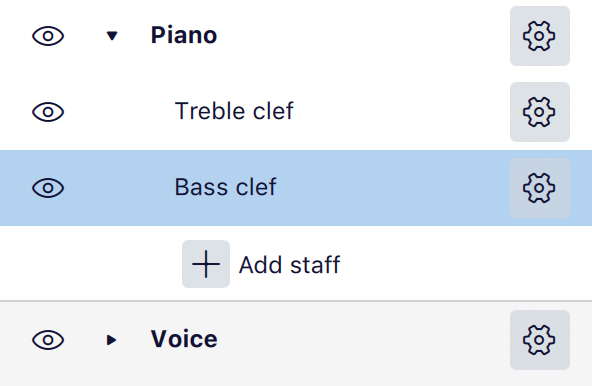 Piano
Treble clef
Bass clef
Add staff
Voice